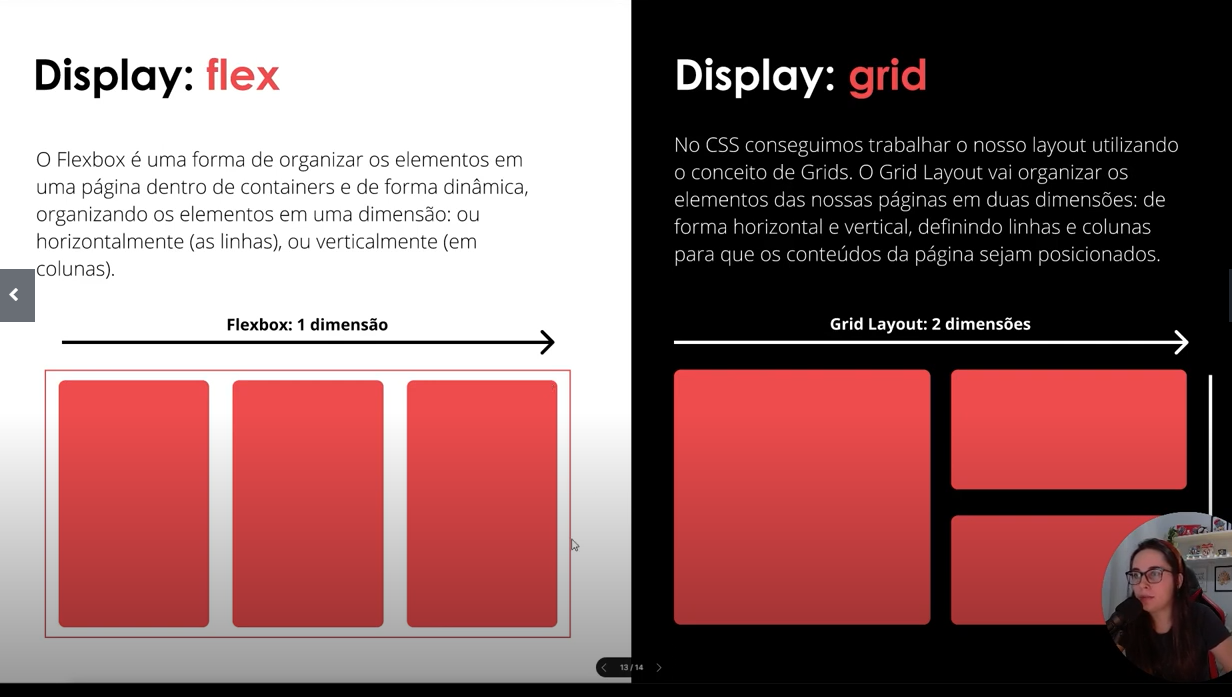 Display: flex
O Flexbox é uma forma de organizar os elementos em
uma página dentro de containers e de forma dinâmica,
organizando os elementos em uma dimensão: ou
horizontalmente (as linhas), ou verticalmente (em
colunas).
Flexbox: 1 dimensão
Display: grid
No CSS conseguimos trabalhar o nosso layout utilizando
o conceito de Grids. O Grid Layout vai organizar os
elementos das nossas páginas em duas dimensões: de
forma horizontal e vertical, definindo linhas e colunas
para que os conteúdos da página sejam posicionados.
Grid Layout: 2 dimensões
13 / 14